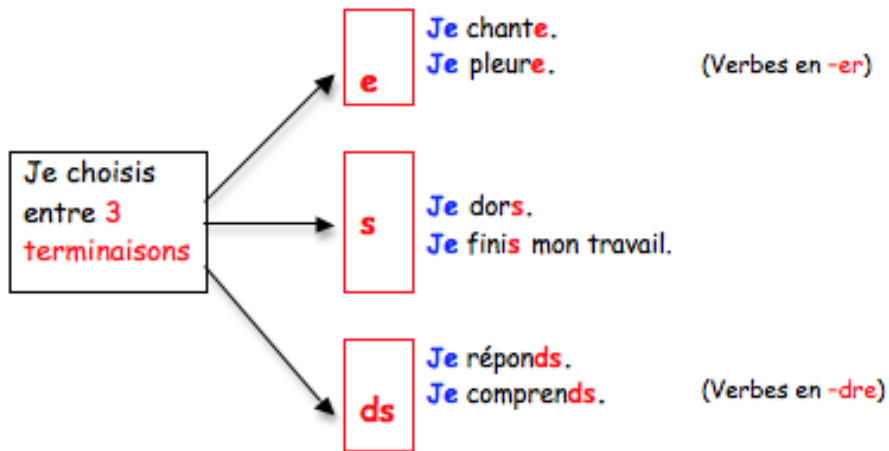 Je choisis
entre 3
terminaisons
e
Je chante.
Je pleure.
(Verbes en -er)
s
Je dors.
Je finis mon travail.
ds
Je réponds.
Je comprends.
(Verbes en -dre)